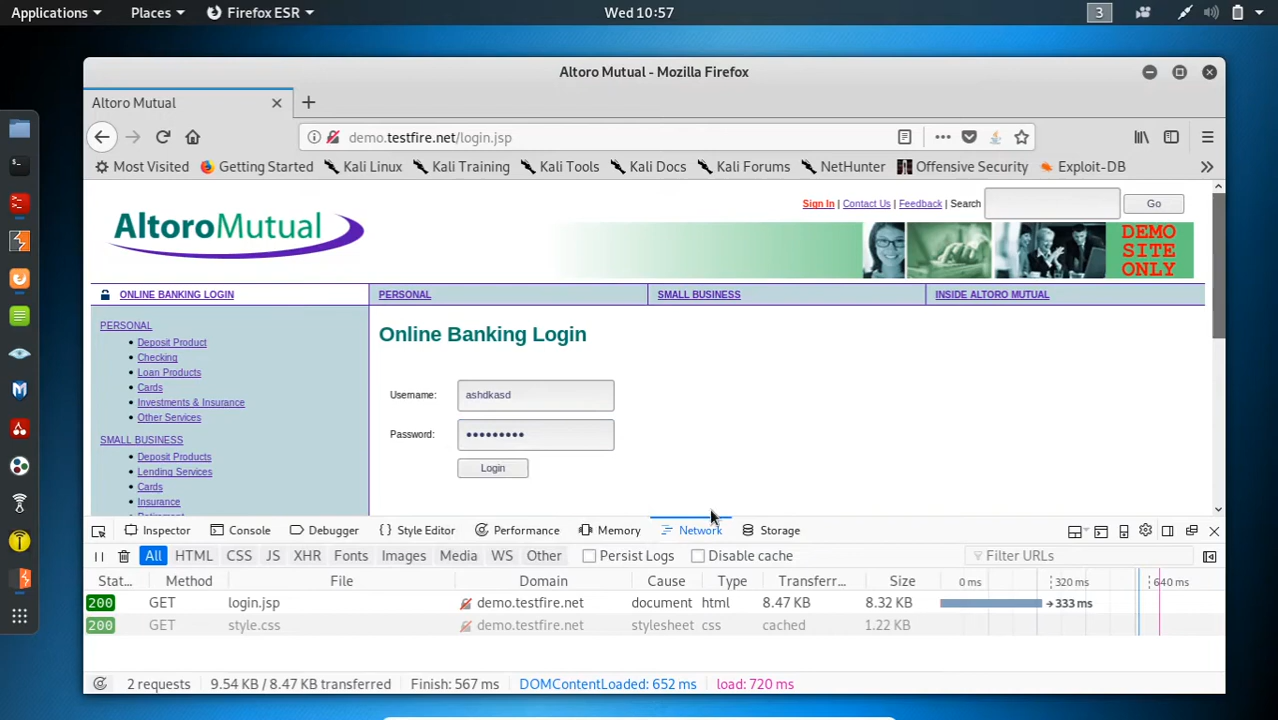 Applications Places Firefox ESR Wed 10:57 3
Altoro Mutual - Mozilla Firefox
Altoro Mutual
demo.testfire.net/login.jsp
Most Visited Getting Started Kali Linux Kali Training Kali Tools Kali Docs Kali Forums NetHunter Offensive Security Exploit-DB
Sign In | Contact Us | Feedback | Search Go
AltoroMutual
DEMO
SITE
ONLY
ONLINE BANKING LOGIN PERSONAL SMALL BUSINESS INSIDE ALTORO MUTUAL
PERSONAL
Deposit Product
Checking
Loan Products
Cards
Investments & Insurance
Other Services
SMALL BUSINESS
Deposit Products
Lending Services
Cards
Insurance
Online Banking Login
Username: ashdkasd
Password: •••••••••
Login
Inspector Console Debugger Style Editor Performance Memory Network Storage
All HTML CSS JS XHR Fonts Images Media WS Other Persist Logs Disable cache Filter URLs
Stat… Method File Domain Cause Type Transferr… Size 0 ms 320 ms 640 ms
200 GET login.jsp demo.testfire.net document html 8.47 KB 8.32 KB → 333 ms
200 GET style.css demo.testfire.net stylesheet css cached 1.22 KB
2 requests 9.54 KB / 8.47 KB transferred Finish: 567 ms DOMContentLoaded: 652 ms load: 720 ms